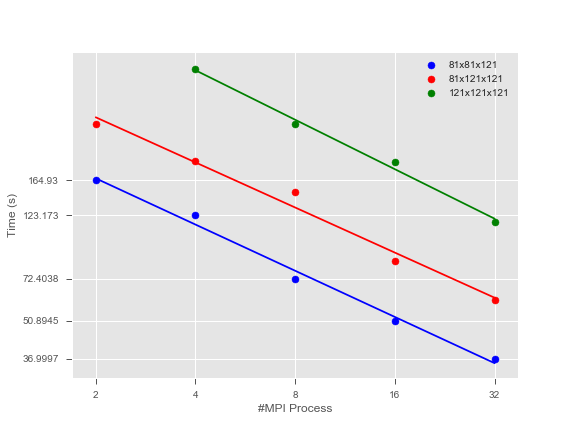 81x81x121
81x121x121
121x121x121
164.93
123.173
72.4038
50.8945
36.9997
Time (s)
2 4 8 16 32
#MPI Process